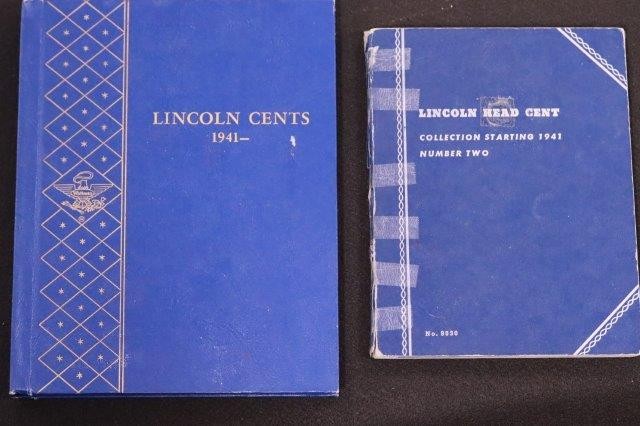 LINCOLN CENTS
1941—
LINCOLN HEAD CENT
COLLECTION STARTING 1941
NUMBER TWO
No. 9030